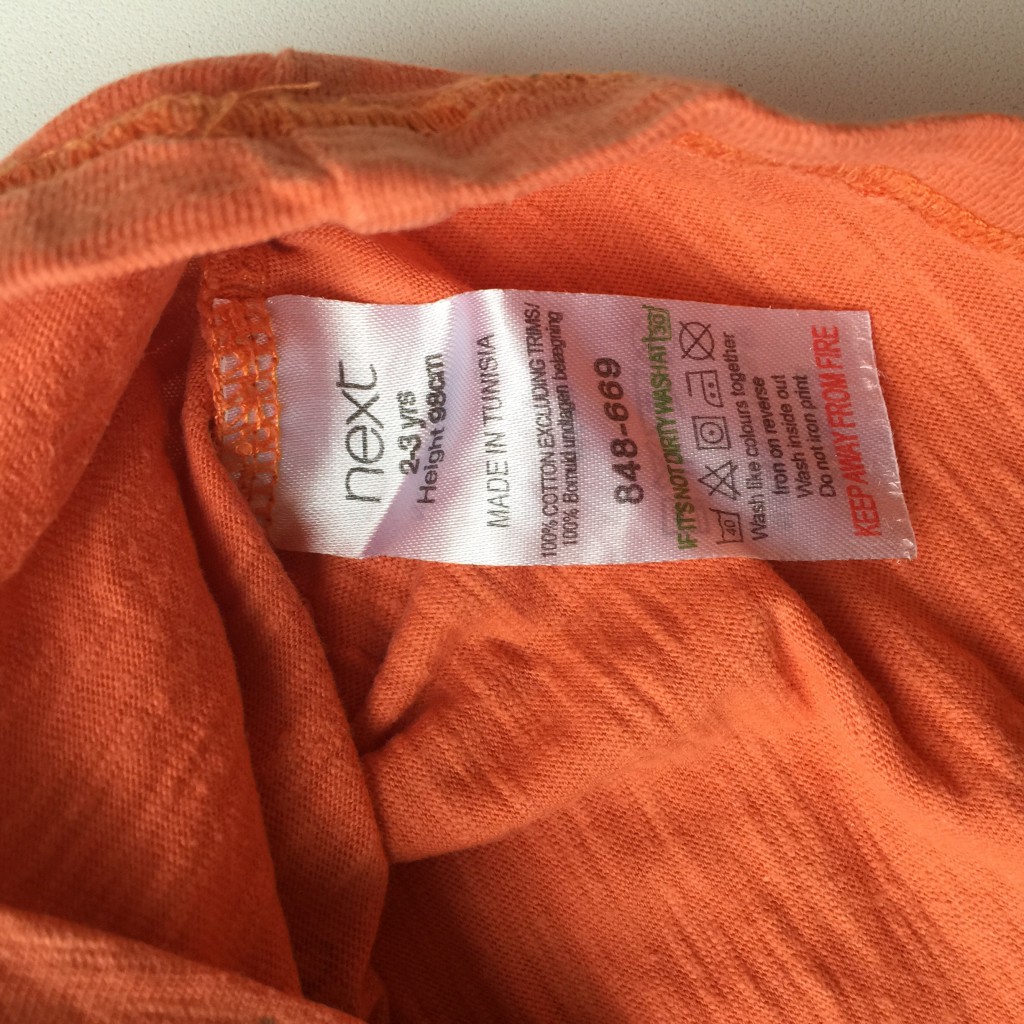 next
2-3 yrs
Height 98cm
MADE IN TUNISIA
100% COTTON EXCLUDING TRIMS/
100% Bomuld undtagen belægning
848-669
IF IT'S NOT DIRTY WASH AT 30
40
Wash like colours together
Iron on reverse
Wash inside out
Do not iron print
KEEP AWAY FROM FIRE